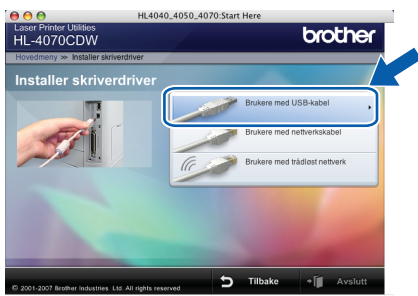 HL4040_4050_4070:Start Here
Laser Printer Utilities
HL-4070CDW
brother
Hovedmeny >> Installer skriverdriver
Installer skriverdriver
Brukere med USB-kabel
Brukere med nettverkskabel
Brukere med trådløst nettverk
© 2001-2007 Brother Industries Ltd. All rights reserved
Tilbake
Avslutt